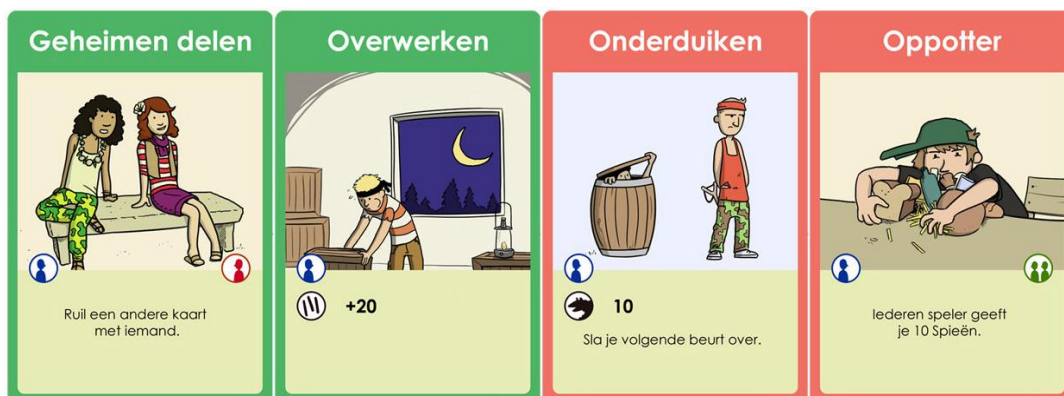 Geheimen delen
Ruil een andere kaart
met iemand.
Overwerken
+20
Onderduiken
10
Sla je volgende beurt over.
Oppotter
Iederen speler geeft
je 10 Spieën.